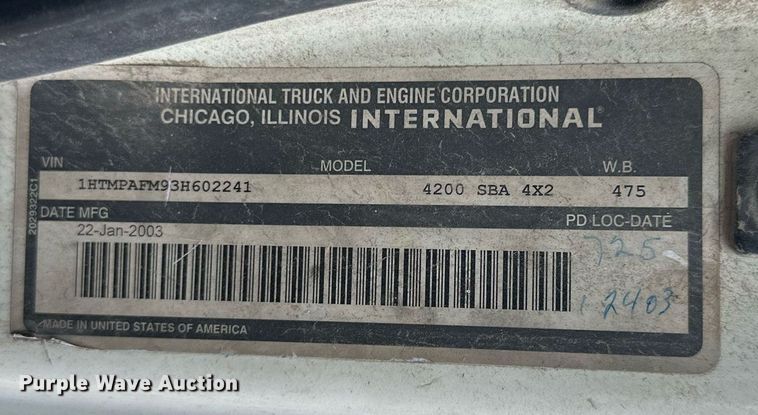 INTERNATIONAL TRUCK AND ENGINE CORPORATION
CHICAGO, ILLINOIS INTERNATIONAL®
VIN MODEL W.B.
1HTMPAFM93H602241 4200 SBA 4X2 475
DATE MFG PD LOC-DATE
22-Jan-2003
725
12403
MADE IN UNITED STATES OF AMERICA
2029322C1
Purple Wave Auction